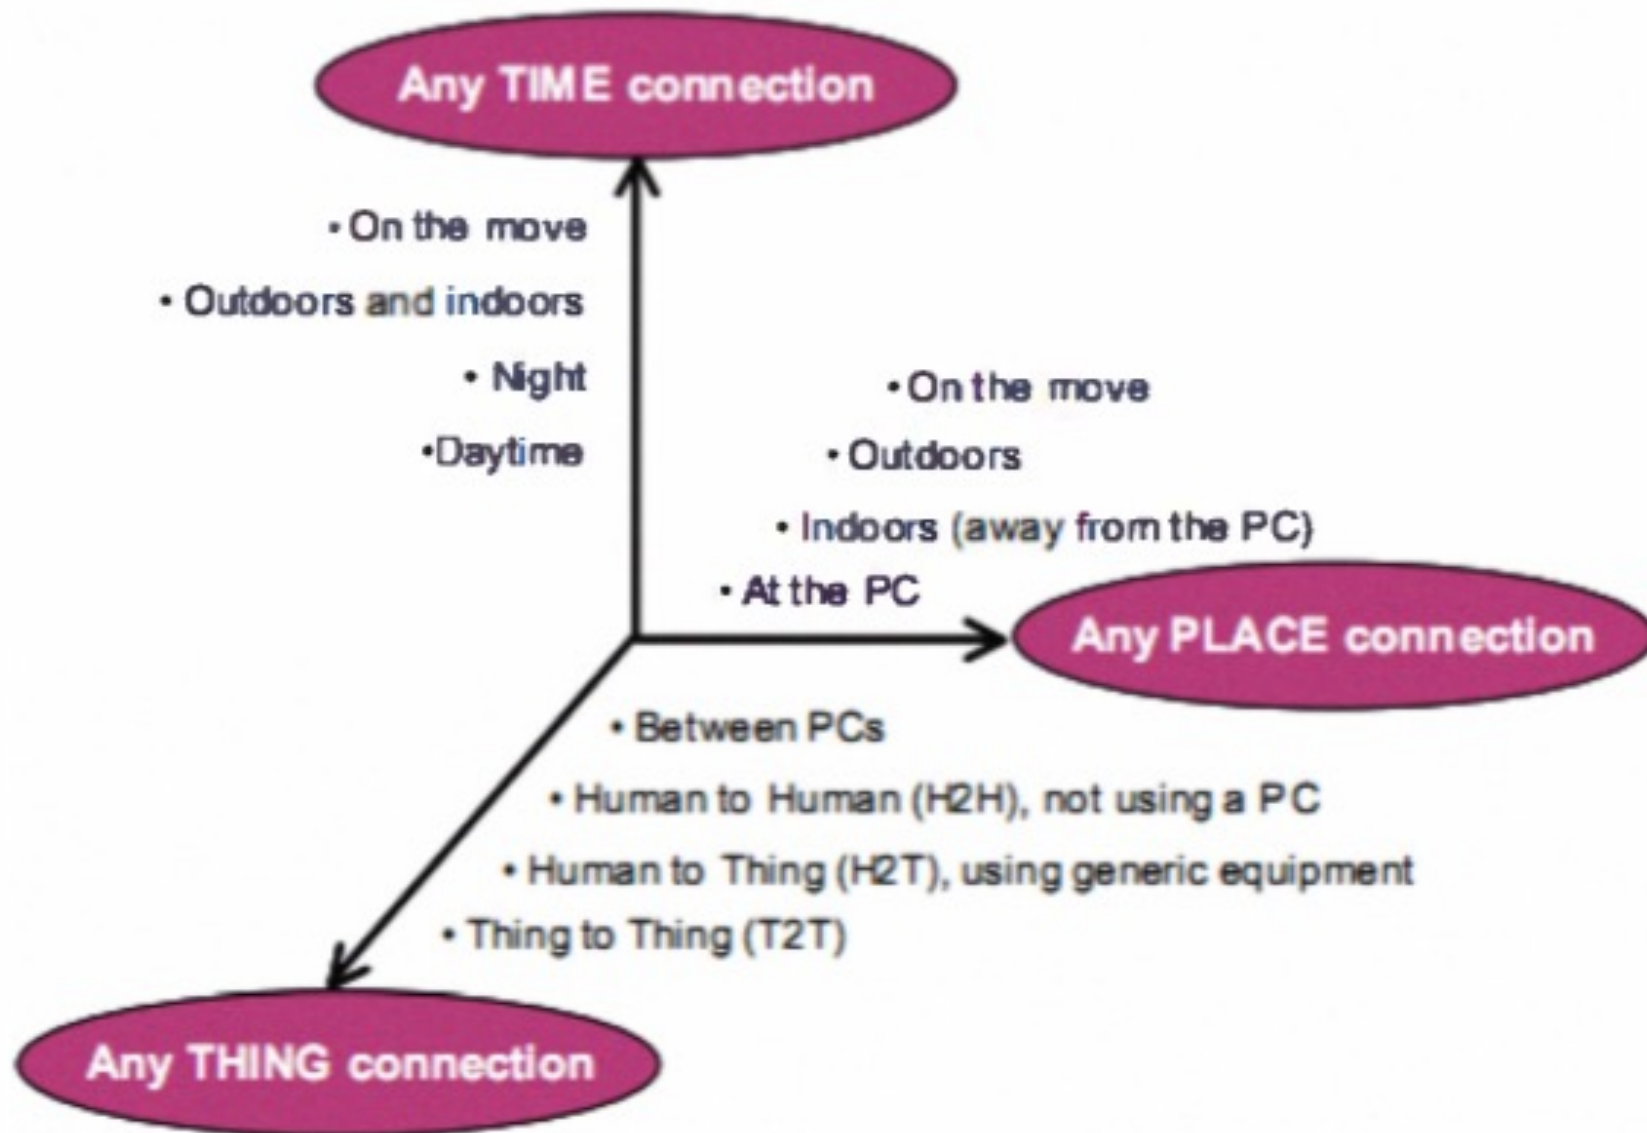 Any TIME connection
• On the move
• Outdoors and indoors
• Night
•Daytime
•On the move
• Outdoors
• Indoors (away from the PC)
• At the PC
Any PLACE connection
• Between PCs
• Human to Human (H2H), not using a PC
• Human to Thing (H2T), using generic equipment
• Thing to Thing (T2T)
Any THING connection